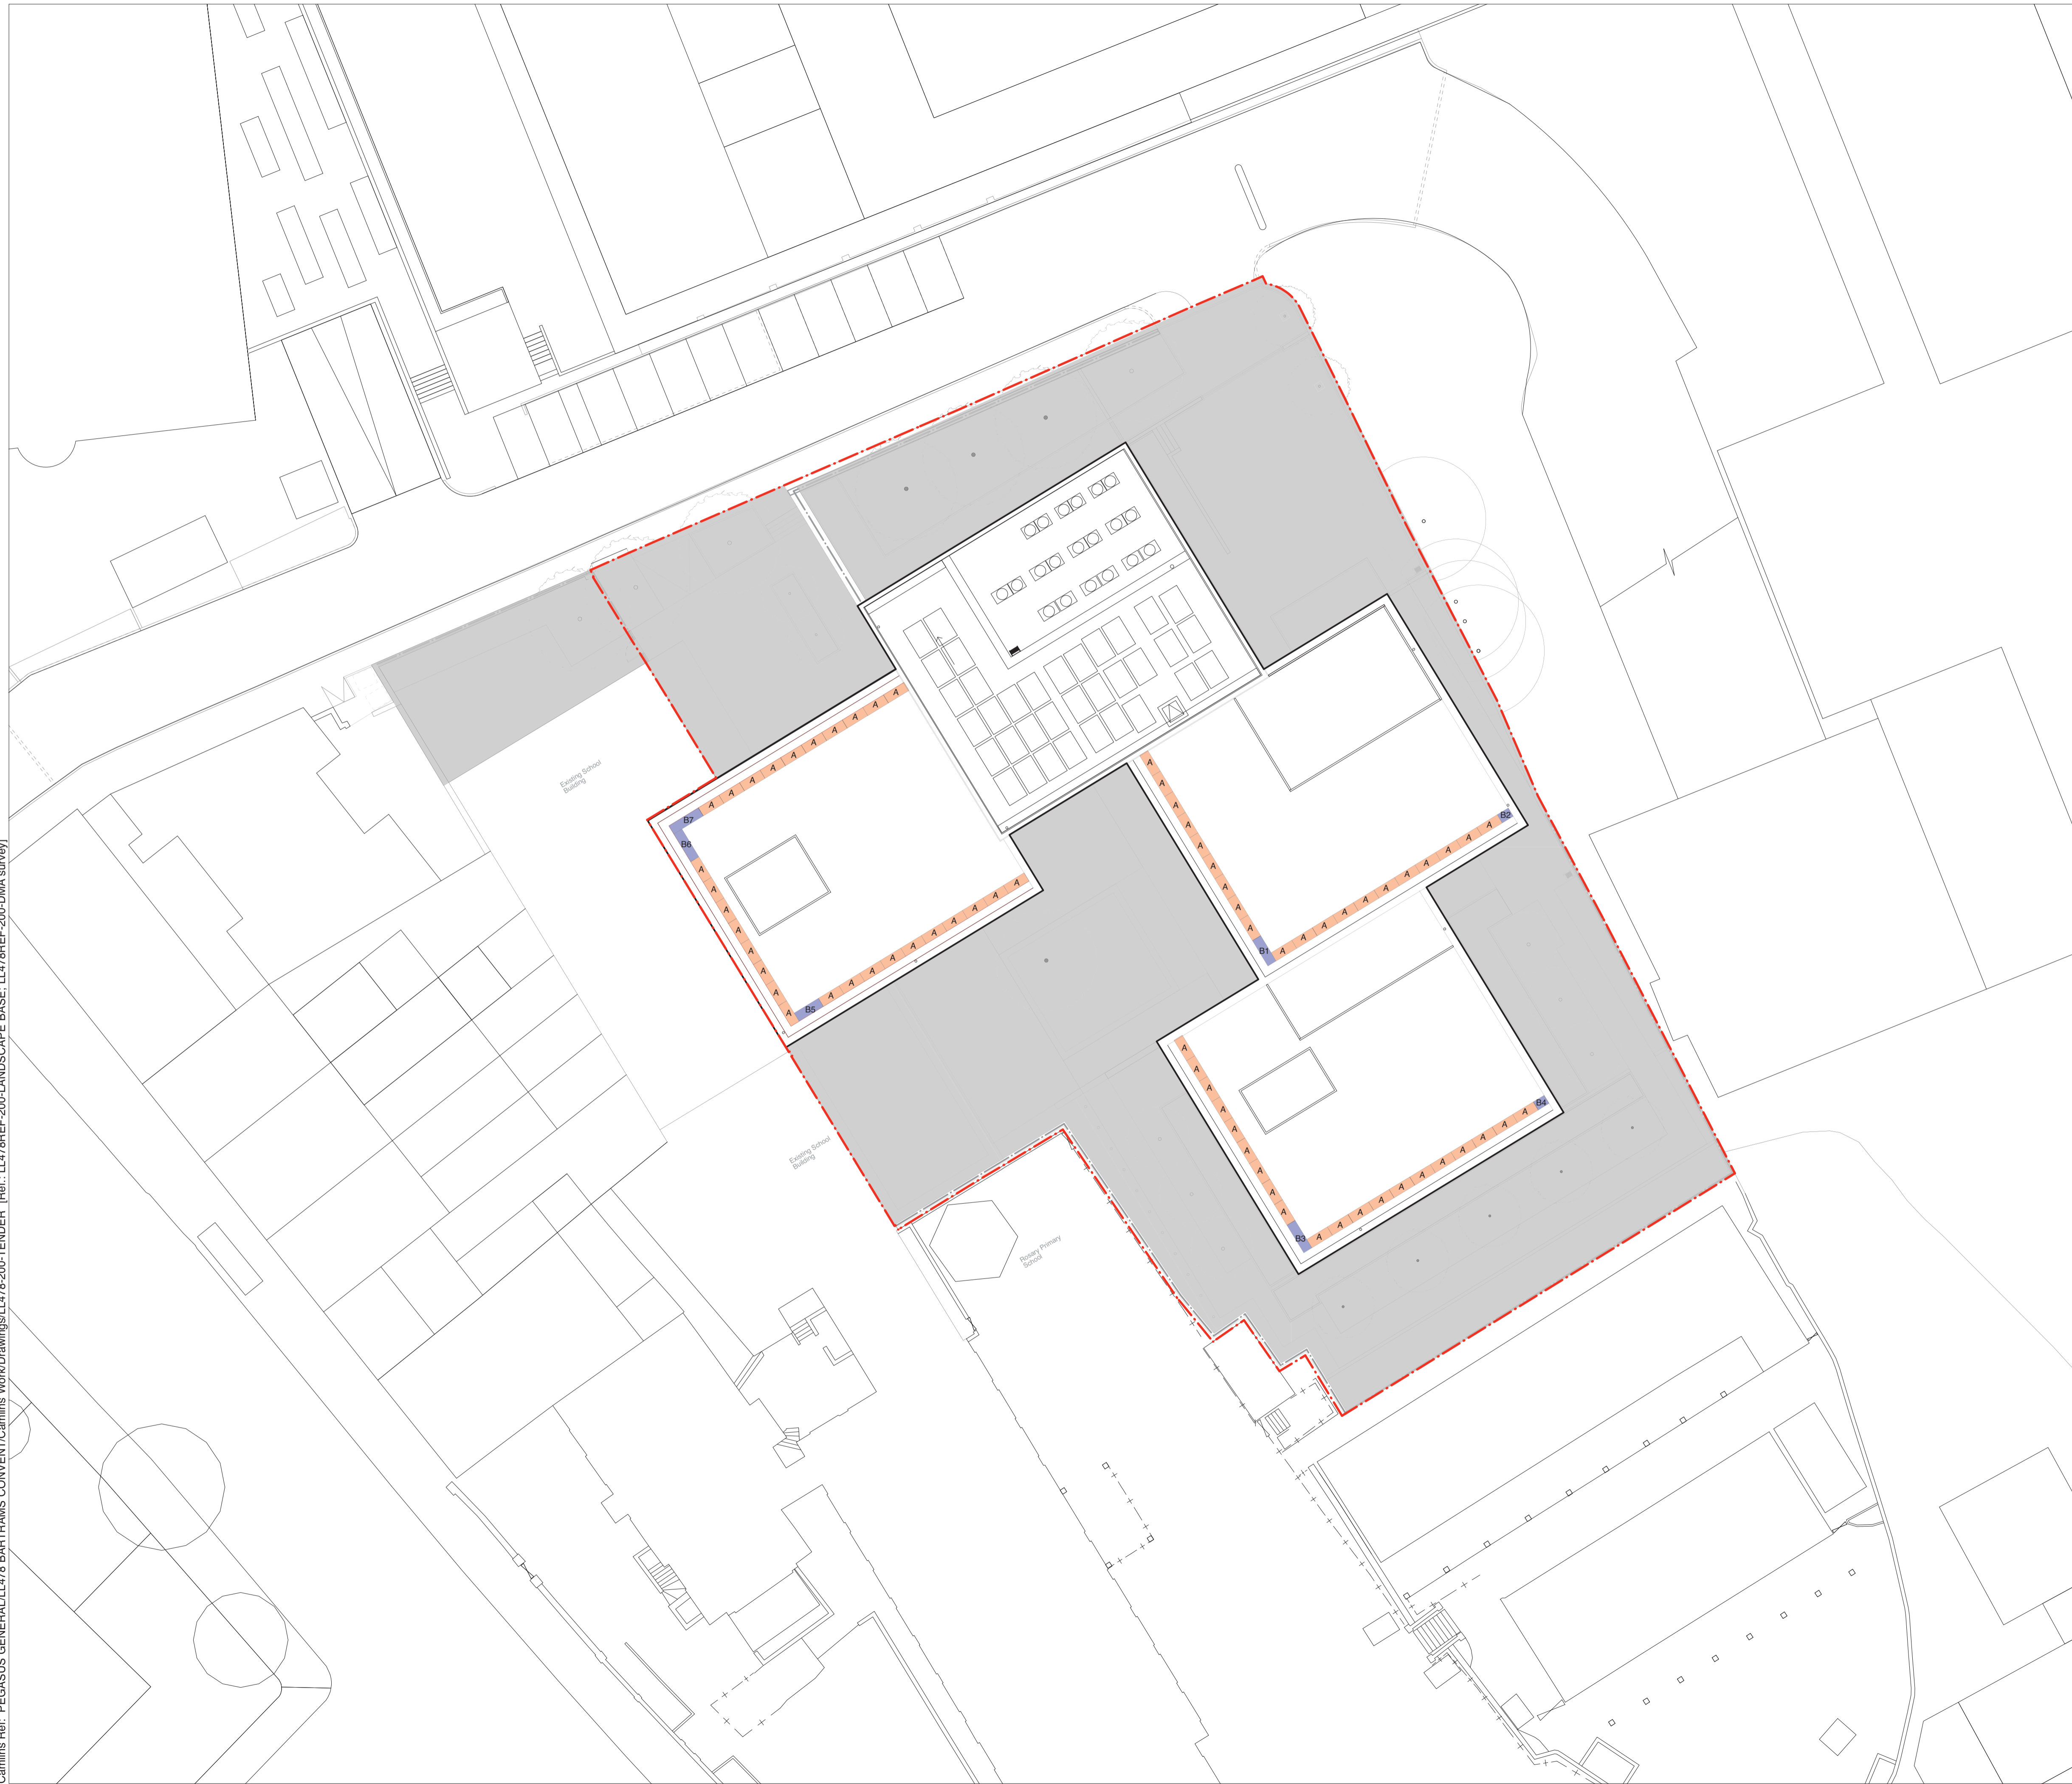 Camlins Ref: PEGASUS GENERAL/LL478 BARTRAMS CONVENT/Camlins Work/Drawings/LL478-200-TENDER [Ref.: LL478REF-200-LANDSCAPE BASE; LL478REF-200-DMA survey]
Existing School
Building
A A A A A A A A A A
B7
B6
A A A A A A A A
B5
A A A A A A A A A A
A A A A A A A A A
B1
A A A A A A A A A A A
B2
A A A A A A A A A
B3
A A A A A A A A A A A
B4
Existing School
Building
Rosary Primary
School